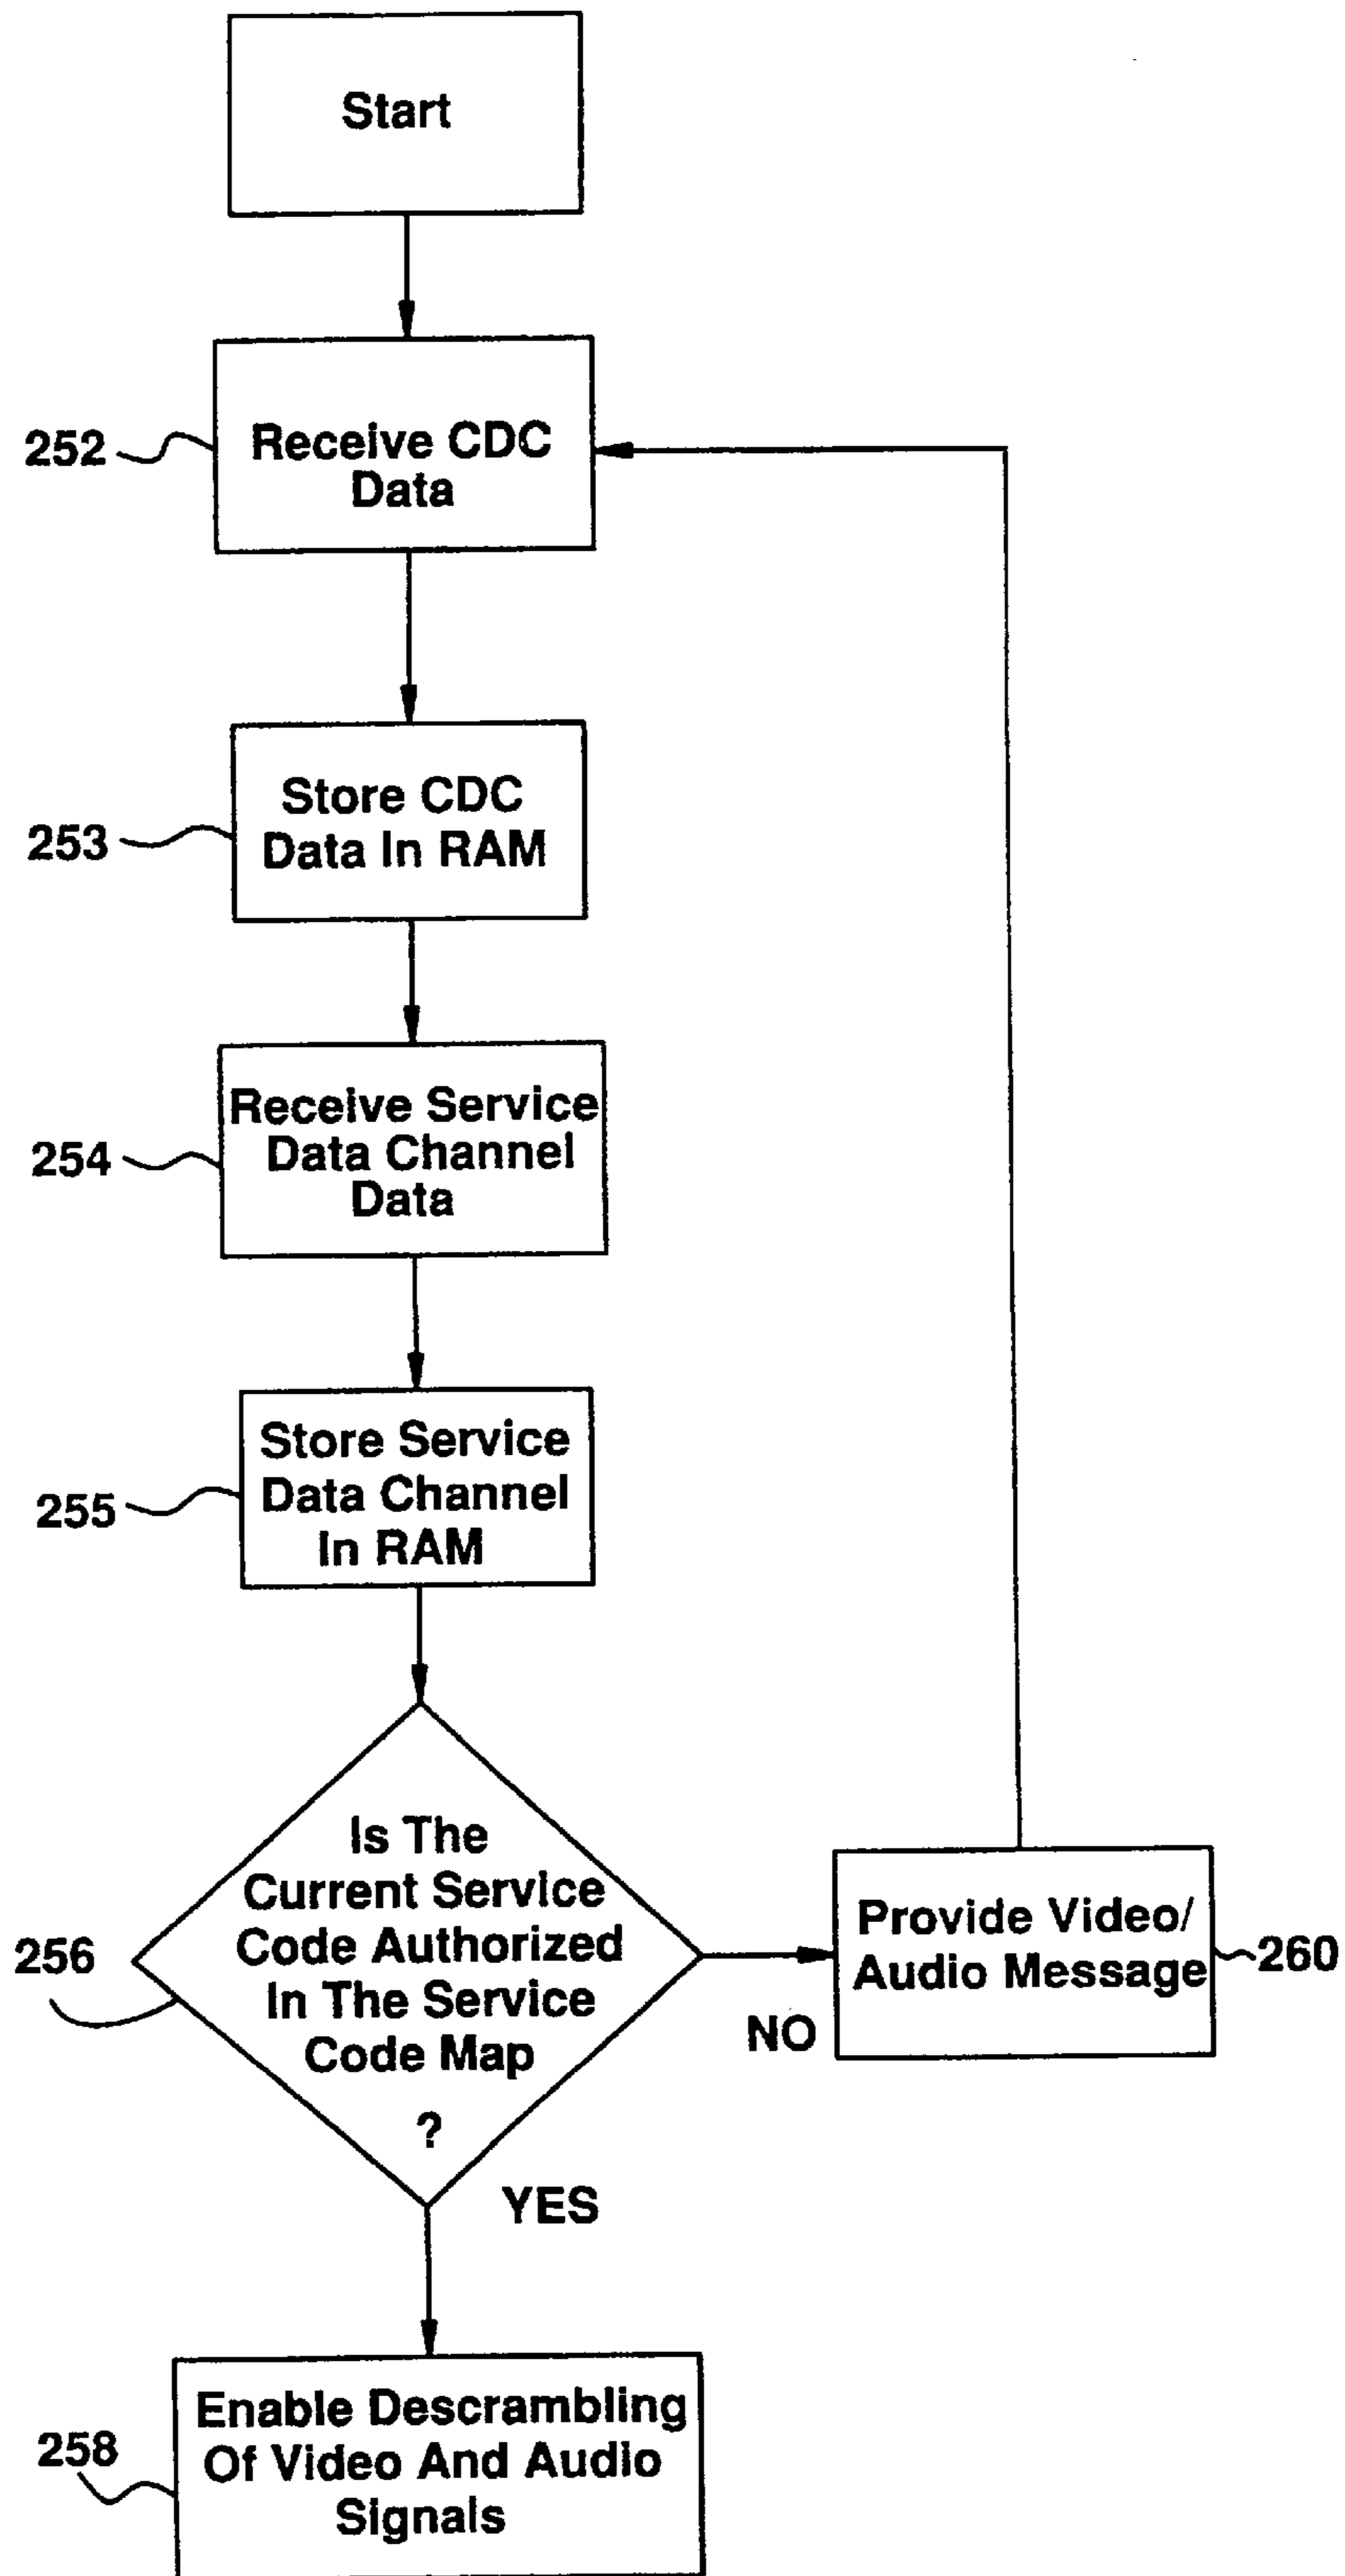 Start
252
Receive CDC
Data
253
Store CDC
Data In RAM
254
Receive Service
Data Channel
Data
255
Store Service
Data Channel
In RAM
256
Is The
Current Service
Code Authorized
In The Service
Code Map
?
NO
Provide Video/
Audio Message
260
YES
258
Enable Descrambling
Of Video And Audio
Signals